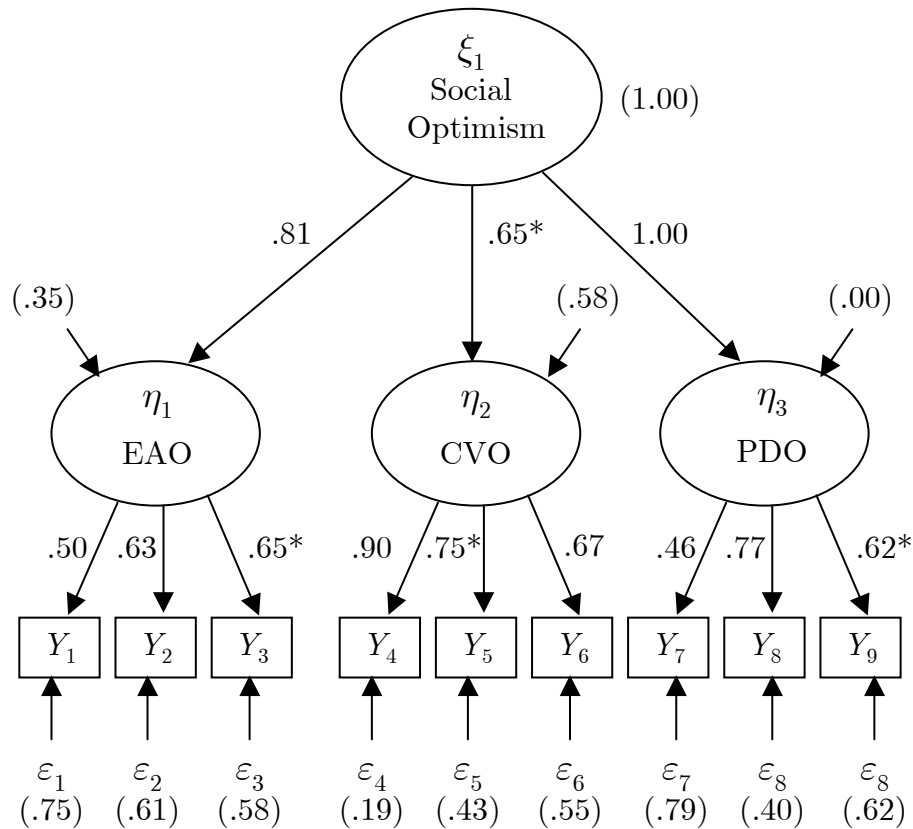 ξ₁
Social
Optimism
(1.00)
.81
.65*
1.00
(.35)
(.58)
(.00)
η₁
EAO
η₂
CVO
η₃
PDO
.50 .63 .65*
.90 .75* .67
.46 .77 .62*
Y₁ Y₂ Y₃ Y₄ Y₅ Y₆ Y₇ Y₈ Y₉
ε₁ ε₂ ε₃ ε₄ ε₅ ε₆ ε₇ ε₈ ε₈
(.75) (.61) (.58) (.19) (.43) (.55) (.79) (.40) (.62)